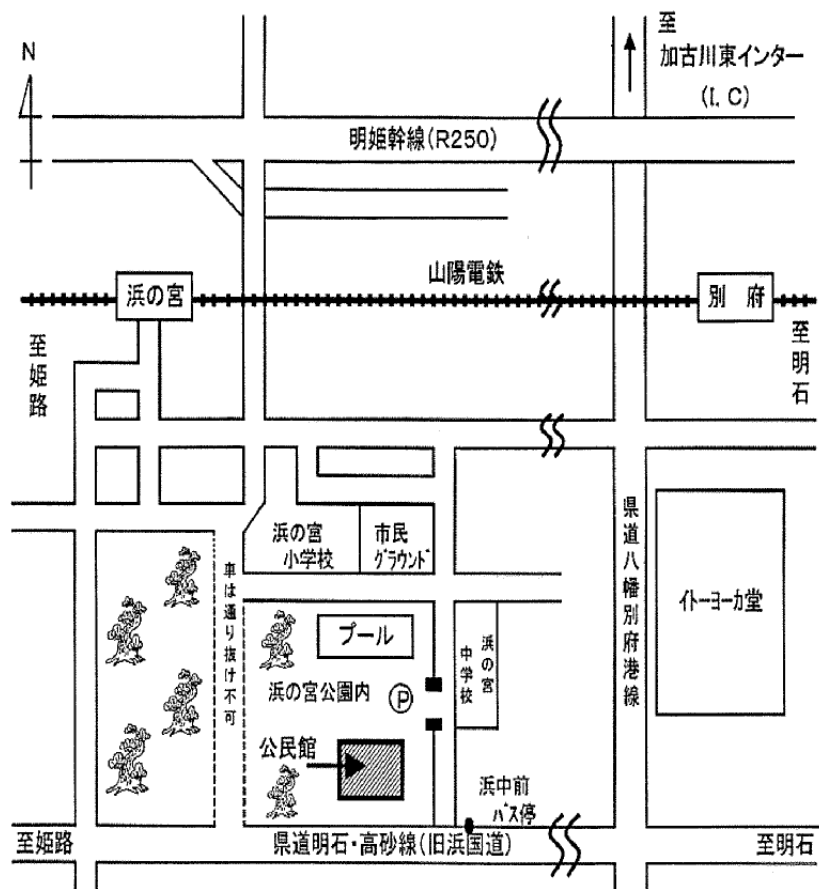 N
至
加古川東インター
(I.C)
明姫幹線(R250)
山陽電鉄
浜の宮
別府
至姫路
至明石
浜の宮
小学校
市民
グラウンド
県道八幡別府港線
イトーヨーカ堂
車は通り抜け不可
プール
浜の宮
中学校
浜の宮公園内
P
公民館
浜中前
バス停
至姫路
県道明石・高砂線(旧浜国道)
至明石